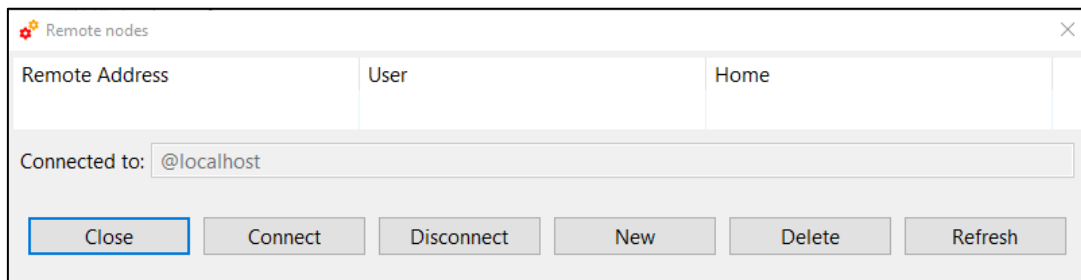 Remote nodes
Remote Address User Home
Connected to: @localhost
Close Connect Disconnect New Delete Refresh